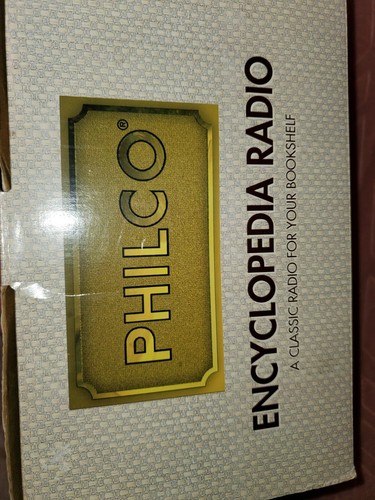 PHILCO®
ENCYCLOPEDIA RADIO
A CLASSIC RADIO FOR YOUR BOOKSHELF